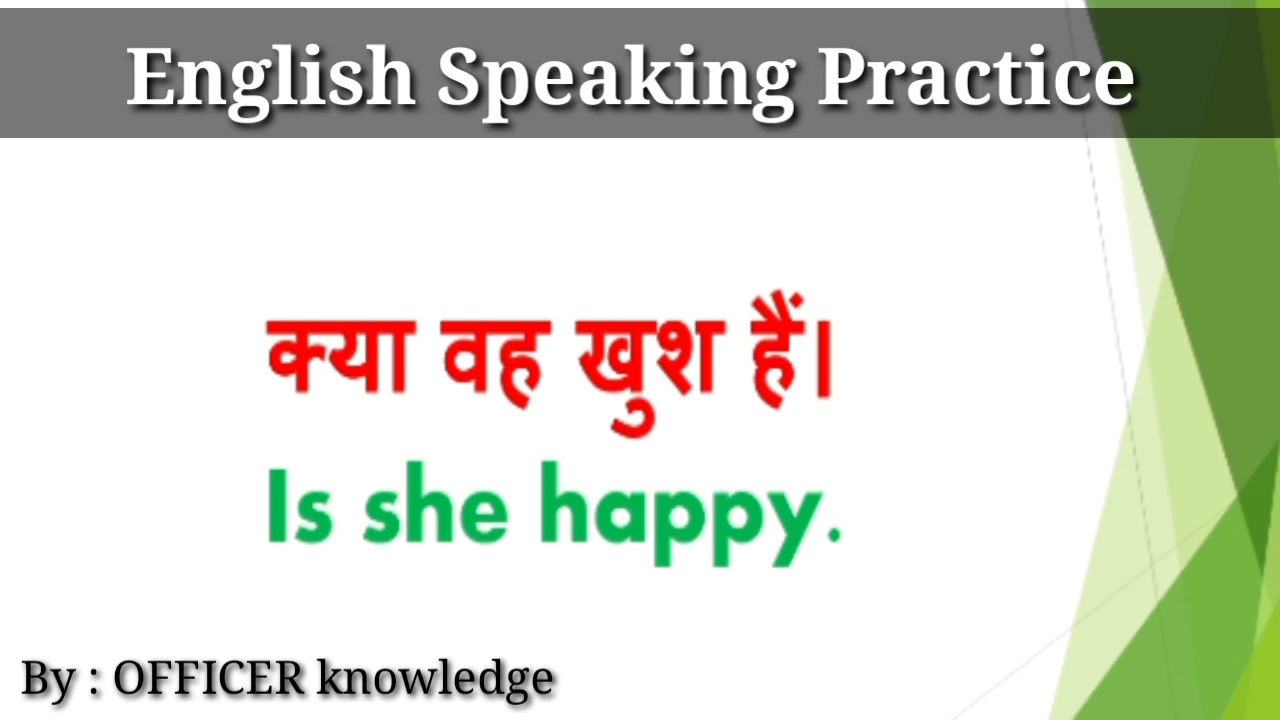 English Speaking Practice
क्या वह खुश हैं।
Is she happy.
By : OFFICER knowledge